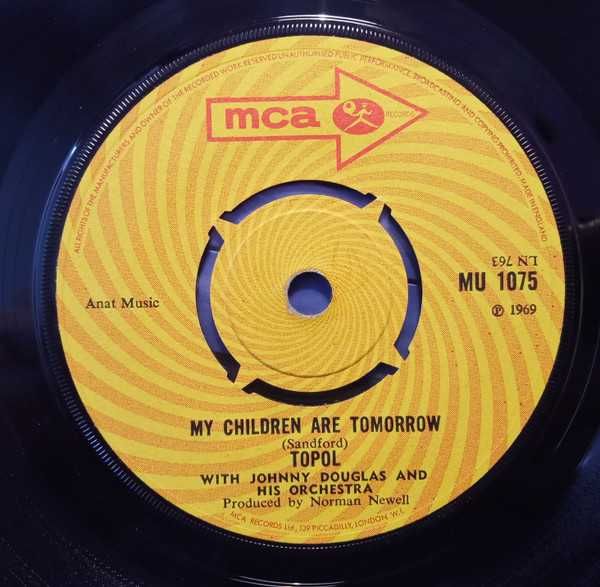 ALL RIGHTS OF THE MANUFACTURERS AND OWNER OF THE RECORDED WORK RESERVED UNAUTHORISED PUBLIC PERFORMANCE, BROADCASTING AND COPYING PROHIBITED. MADE IN ENGLAND
mca RECORDS
LN 763
MU 1075
Anat Music
℗ 1969
MY CHILDREN ARE TOMORROW
(Sandford)
TOPOL
WITH JOHNNY DOUGLAS AND
HIS ORCHESTRA
Produced by Norman Newell
MCA RECORDS Ltd, 139 PICCADILLY, LONDON. W.1.